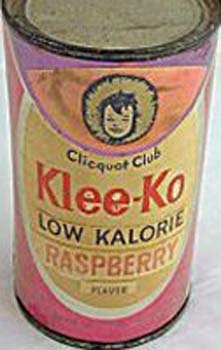 Clicquot Club
Klee-Ko
LOW KALORIE
RASPBERRY
FLAVOR